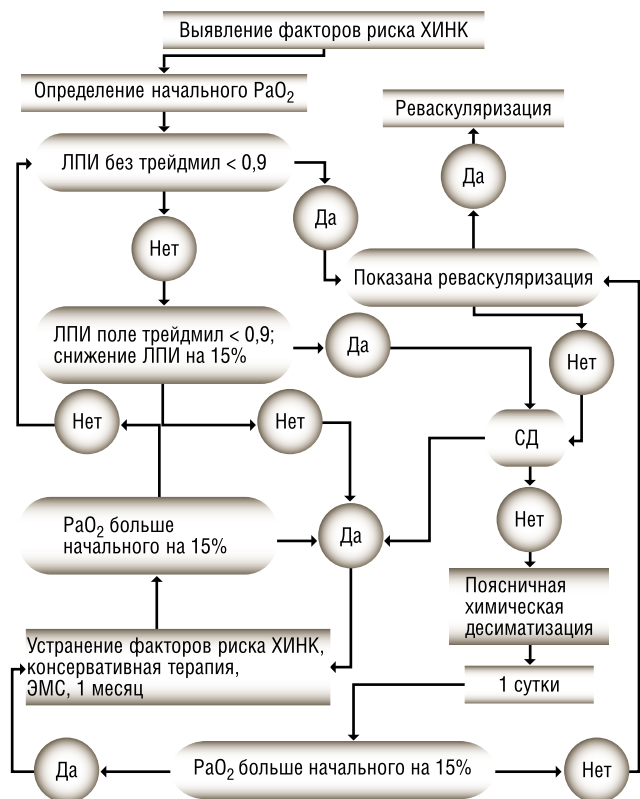 Выявление факторов риска ХИНК
Определение начального PaO2
Реваскуляризация
ЛПИ без трейдмил < 0,9
Да
Да
Нет
Показана реваскуляризация
ЛПИ поле трейдмил < 0,9;
снижение ЛПИ на 15%
Да
Нет
Нет
Нет
СД
PaO2 больше
начального на 15%
Да
Нет
Поясничная
химическая
десиматизация
Устранение факторов риска ХИНК,
консервативная терапия,
ЭМС, 1 месяц
1 сутки
Да
PaO2 больше начального на 15%
Нет